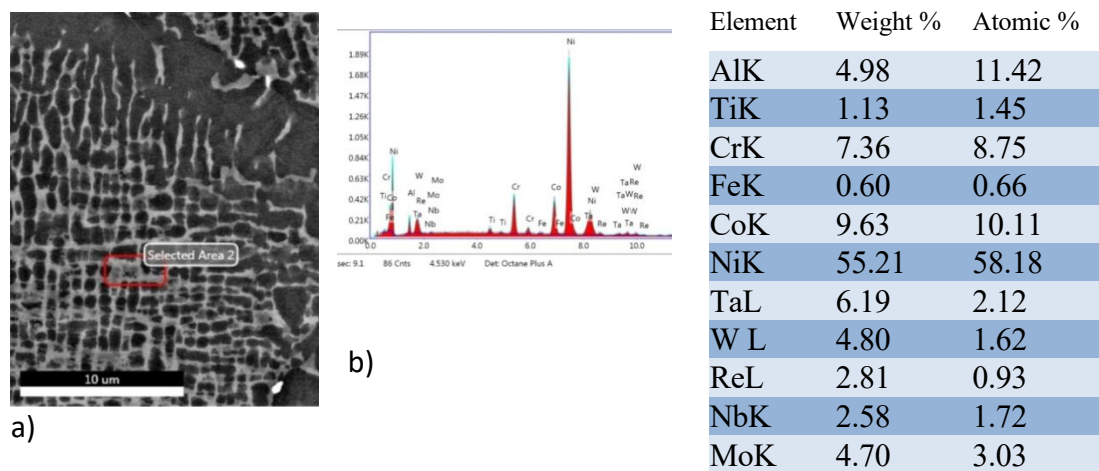 Selected Area 2
10 um
a)
1.89K
1.68K
1.47K
1.26K
1.05K
0.84K
0.63K
0.42K
0.21K
0.00K
Ni
Ni
Cr
W
Mo
Al
Re
Mo
Ti
Co
Ta
Nb
Fe
Nb
Cr
Co
W
Ni
Ta
Re
Ta
W
Re
W
W
Ti
Ti
Cr
Fe
Fe
Co
Re
Ta
Ta
Re
0.0
2.0
4.0
6.0
8.0
10.0
sec: 9.1 86 Cnts 4.530 keV Det: Octane Plus A
b)
Element Weight % Atomic %
AlK 4.98 11.42
TiK 1.13 1.45
CrK 7.36 8.75
FeK 0.60 0.66
CoK 9.63 10.11
NiK 55.21 58.18
TaL 6.19 2.12
W L 4.80 1.62
ReL 2.81 0.93
NbK 2.58 1.72
MoK 4.70 3.03